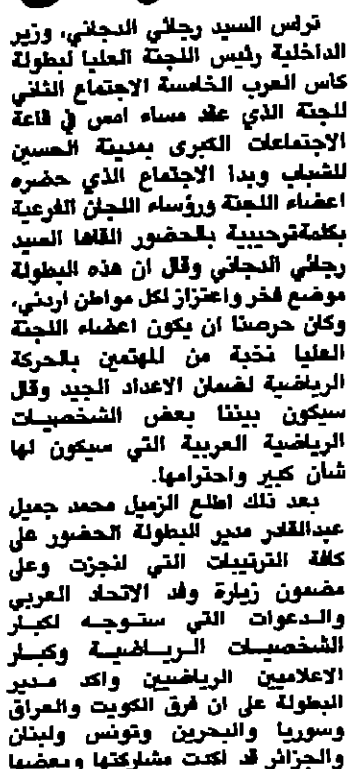 ترأس السيد رجائي الدجاني، وزير
الداخلية رئيس اللجنة العليا لبطولة
كاس العرب الخامسة الاجتماع الثاني
للجنة الذي عقد مساء امس في قاعة
الاجتماعات الكبرى بمدينة الحسين
للشباب وبدا الاجتماع الذي حضره
اعضاء اللجنة ورؤساء اللجان الفرعية
بكلمةترحيبية بالحضور القاها السيد
رجائي الدجاني وقال ان هذه البطولة
موضع فخر واعتزاز لكل مواطن اردني،
وكان حرصنا ان يكون اعضاء اللجنة
العليا نخبة من المهتمين بالحركة
الرياضية لضمان الاعداد الجيد وقال
سيكون بيننا بعض الشخصيات
الرياضية العربية التي سيكون لها
شان كبير واحترامها.
بعد ذلك اطلع الزميل محمد جميل
عبدالقادر مدير البطولة الحضور على
كافة الترتيبات التي انجزت وعلى
مضمون زيارة وفد الاتحاد العربي
والدعوات التي ستوجه لكبار
الشخصيات الرياضية وكبار
الاعلاميين الرياضيين واكد مدير
البطولة على ان فرق الكويت والعراق
وسوريا والبحرين وتونس ولبنان
والجزائر قد اكدت مشاركتها وبعضها